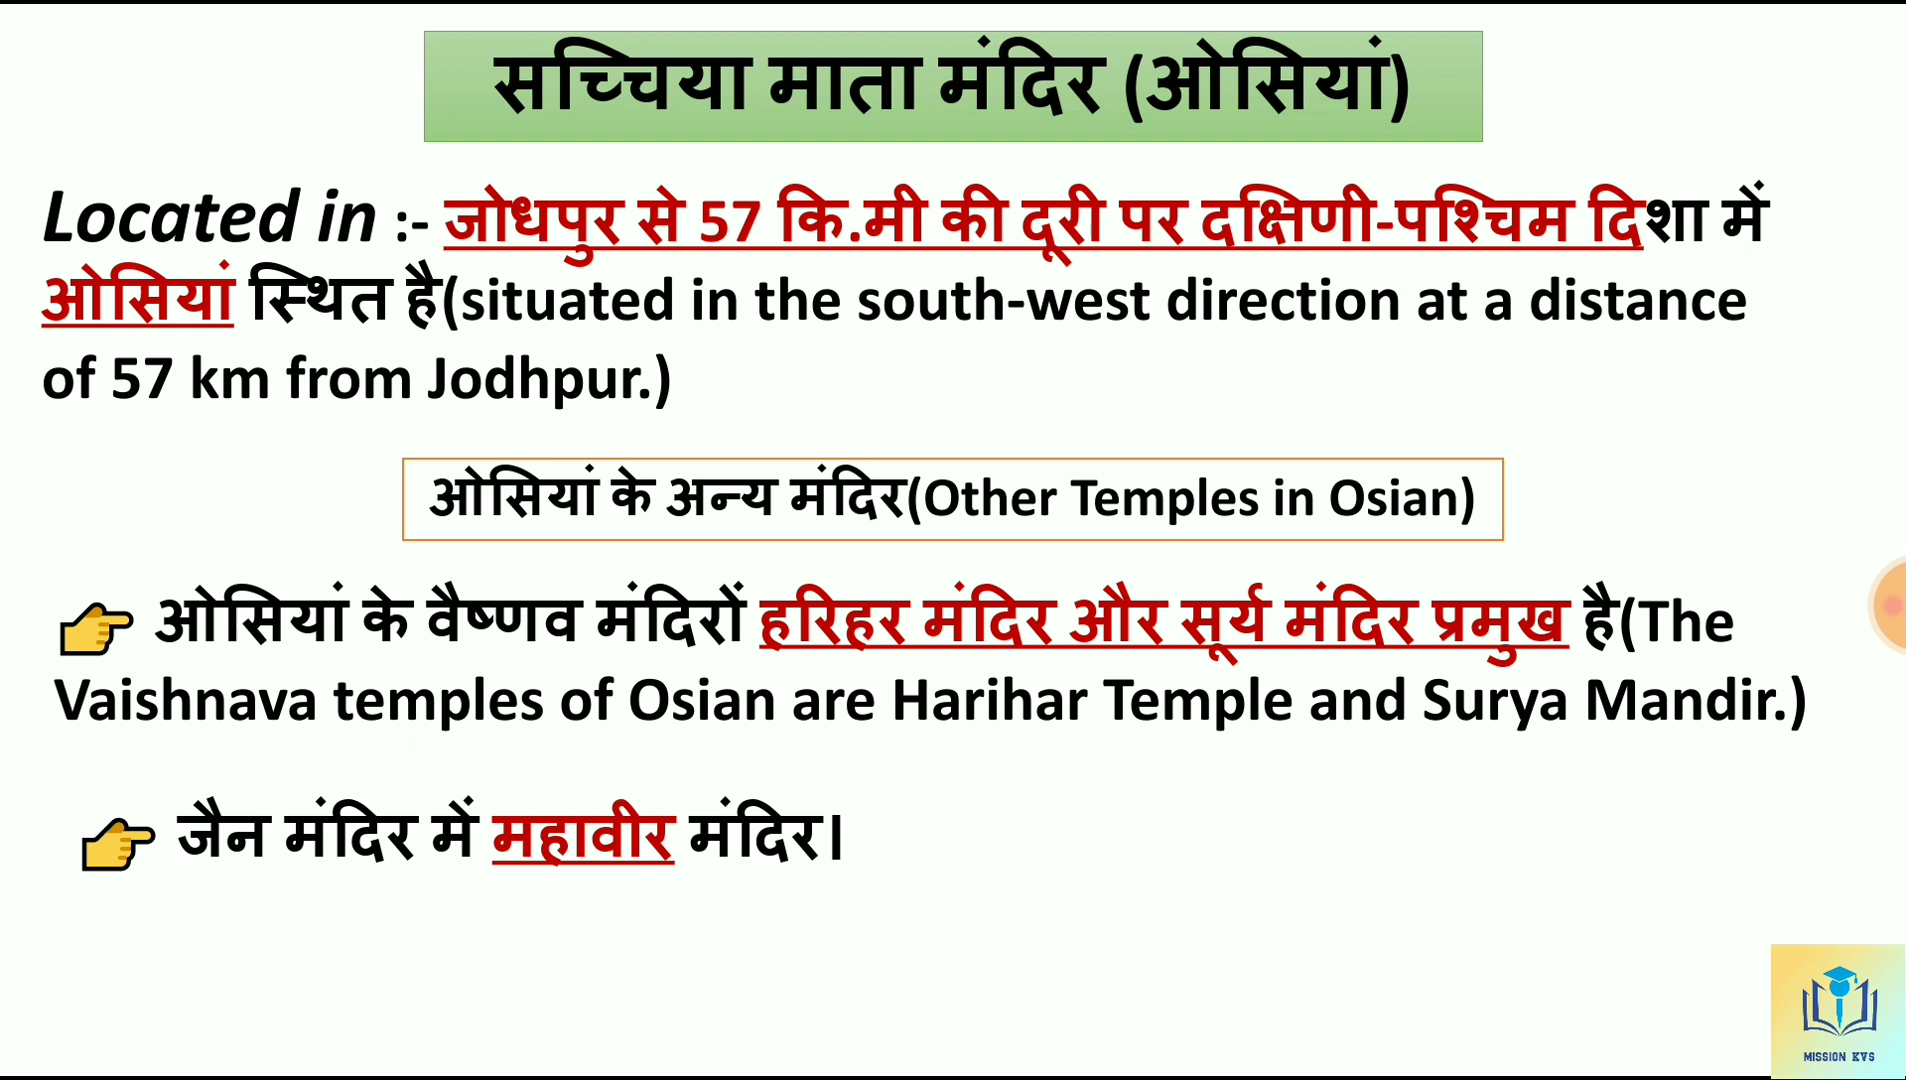 सच्चिया माता मंदिर (ओसियां)
Located in :- जोधपुर से 57 कि.मी की दूरी पर दक्षिणी-पश्चिम दिशा में
ओसियां स्थित है(situated in the south-west direction at a distance
of 57 km from Jodhpur.)
ओसियां के अन्य मंदिर(Other Temples in Osian)
👉 ओसियां के वैष्णव मंदिरों हरिहर मंदिर और सूर्य मंदिर प्रमुख है(The
Vaishnava temples of Osian are Harihar Temple and Surya Mandir.)
👉 जैन मंदिर में महावीर मंदिर।
MISSION KVS